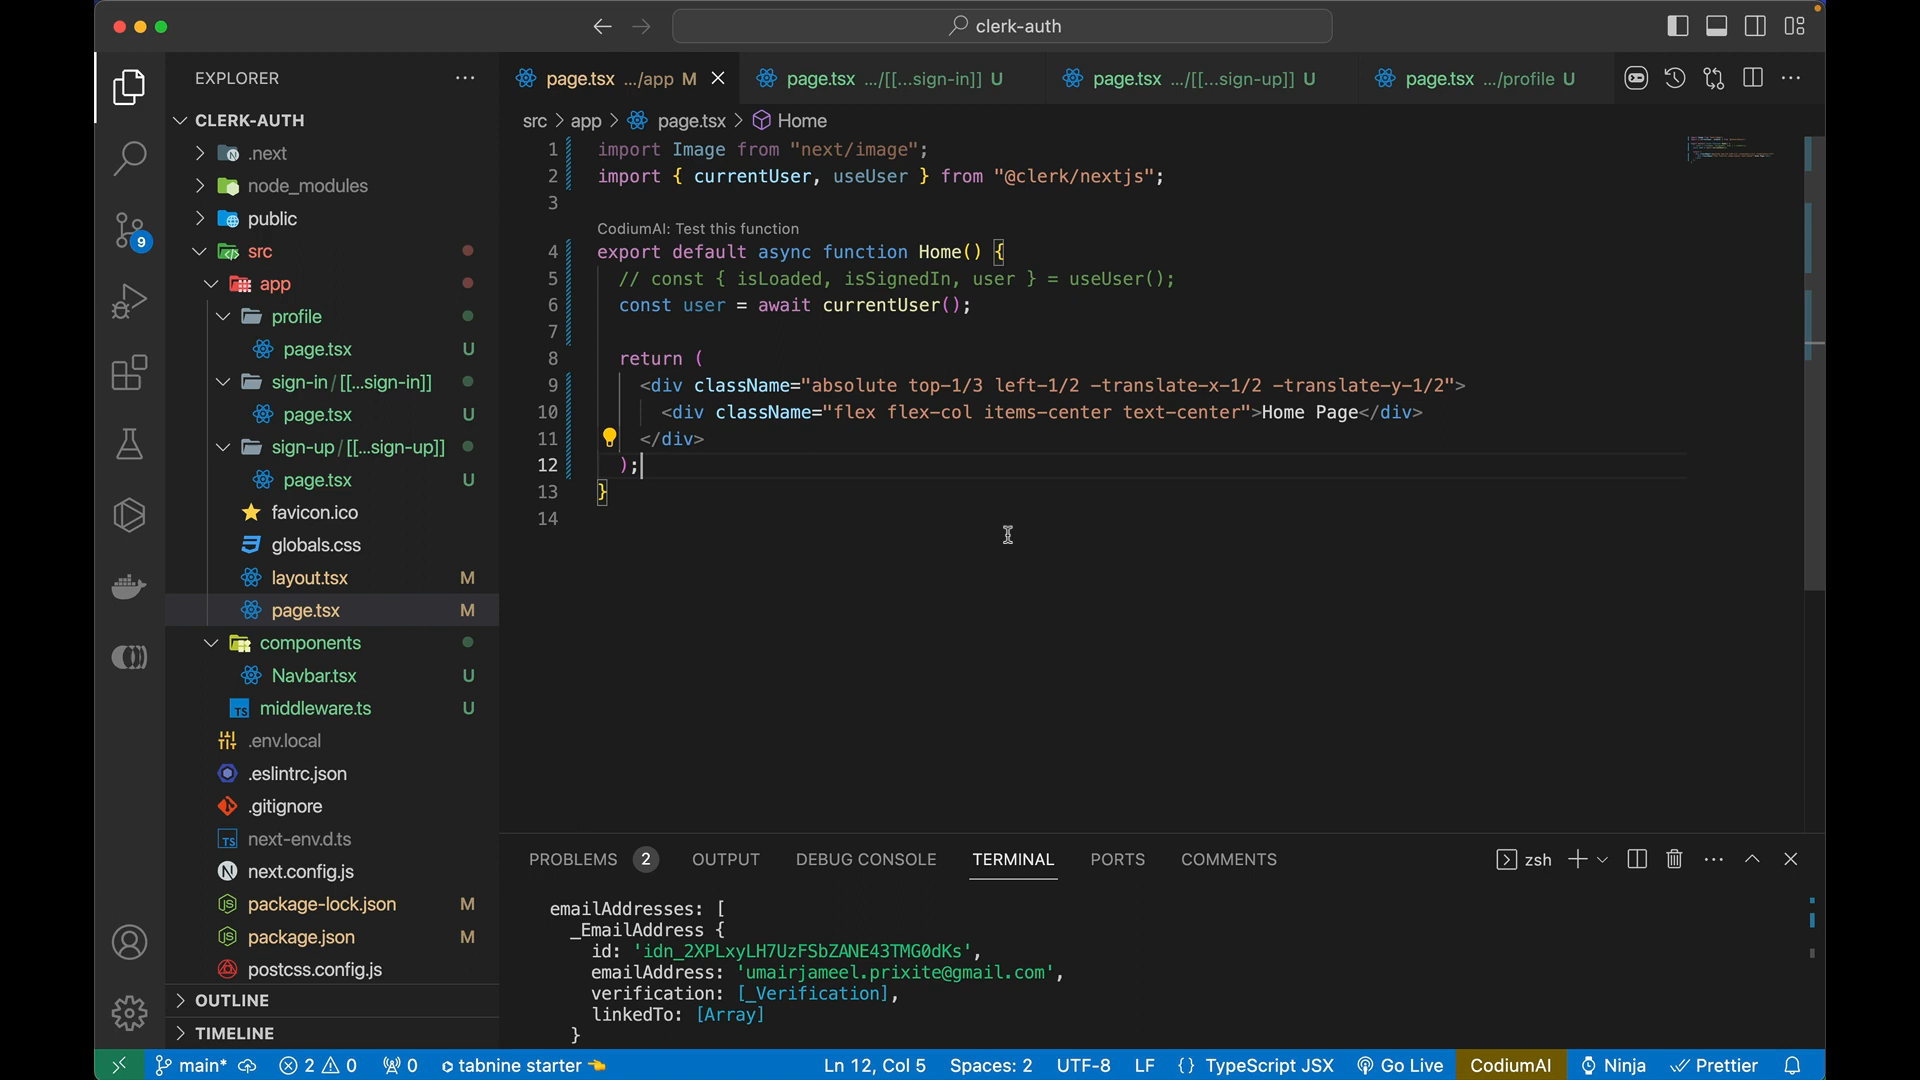 clerk-auth
EXPLORER
page.tsx .../app M
page.tsx .../[[...sign-in]] U
page.tsx .../[[...sign-up]] U
page.tsx .../profile U
CLERK-AUTH
.next
node_modules
public
src
app
profile
page.tsx U
sign-in / [[...sign-in]]
page.tsx U
sign-up / [[...sign-up]]
page.tsx U
favicon.ico
globals.css
layout.tsx M
page.tsx M
components
Navbar.tsx U
middleware.ts U
.env.local
.eslintrc.json
.gitignore
next-env.d.ts
next.config.js
package-lock.json M
package.json M
postcss.config.js
OUTLINE
TIMELINE
9
src > app > page.tsx > Home
1 import Image from "next/image";
2 import { currentUser, useUser } from "@clerk/nextjs";
3
CodiumAI: Test this function
4 export default async function Home() {
5 // const { isLoaded, isSignedIn, user } = useUser();
6 const user = await currentUser();
7
8 return (
9 <div className="absolute top-1/3 left-1/2 -translate-x-1/2 -translate-y-1/2">
10 <div className="flex flex-col items-center text-center">Home Page</div>
11 </div>
12 );
13 }
14
PROBLEMS 2 OUTPUT DEBUG CONSOLE TERMINAL PORTS COMMENTS
zsh
emailAddresses: [
_EmailAddress {
id: 'idn_2XPLxyLH7UzFSbZANE43TMG0dKs',
emailAddress: 'umairjameel.prixite@gmail.com',
verification: [_Verification],
linkedTo: [Array]
}
main* 2 0 0 tabnine starter Ln 12, Col 5 Spaces: 2 UTF-8 LF {} TypeScript JSX Go Live CodiumAI Ninja Prettier